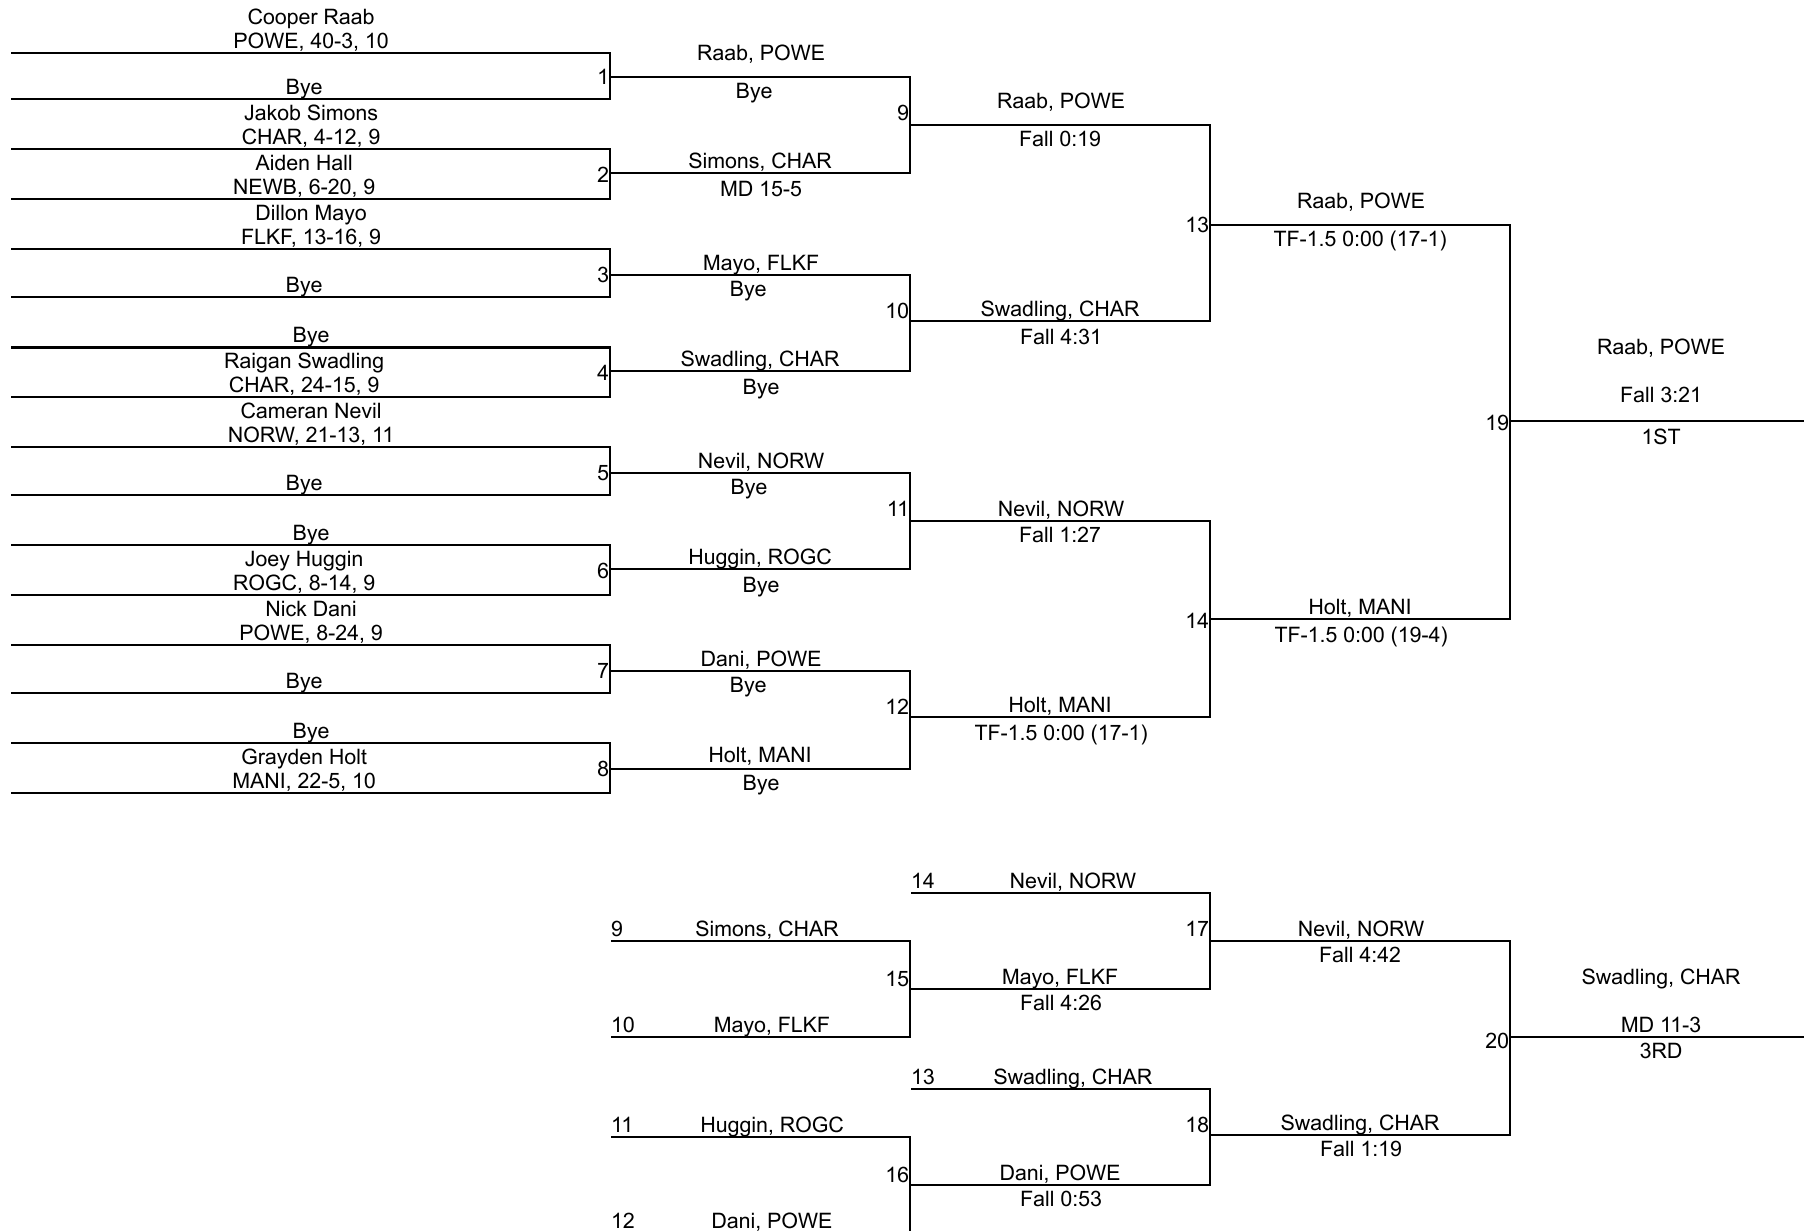 Cooper Raab
POWE, 40-3, 10
Bye
1
Jakob Simons
CHAR, 4-12, 9
Aiden Hall
NEWB, 6-20, 9
2
Dillon Mayo
FLKF, 13-16, 9
Bye
3
Bye
Raigan Swadling
CHAR, 24-15, 9
4
Cameran Nevil
NORW, 21-13, 11
Bye
5
Bye
Joey Huggin
ROGC, 8-14, 9
6
Nick Dani
POWE, 8-24, 9
Bye
7
Bye
Grayden Holt
MANI, 22-5, 10
8
Raab, POWE
Bye
9
Simons, CHAR
MD 15-5
Mayo, FLKF
Bye
10
Swadling, CHAR
Bye
Nevil, NORW
Bye
11
Huggin, ROGC
Bye
Dani, POWE
Bye
12
Holt, MANI
Bye
Raab, POWE
Fall 0:19
13
Swadling, CHAR
Fall 4:31
Nevil, NORW
Fall 1:27
14
Holt, MANI
TF-1.5 0:00 (17-1)
Raab, POWE
TF-1.5 0:00 (17-1)
19
Holt, MANI
TF-1.5 0:00 (19-4)
Raab, POWE
Fall 3:21
1ST
9 Simons, CHAR
15
10 Mayo, FLKF
11 Huggin, ROGC
16
12 Dani, POWE
14 Nevil, NORW
17
Mayo, FLKF
Fall 4:26
13 Swadling, CHAR
18
Dani, POWE
Fall 0:53
Nevil, NORW
Fall 4:42
20
Swadling, CHAR
Fall 1:19
Swadling, CHAR
MD 11-3
3RD